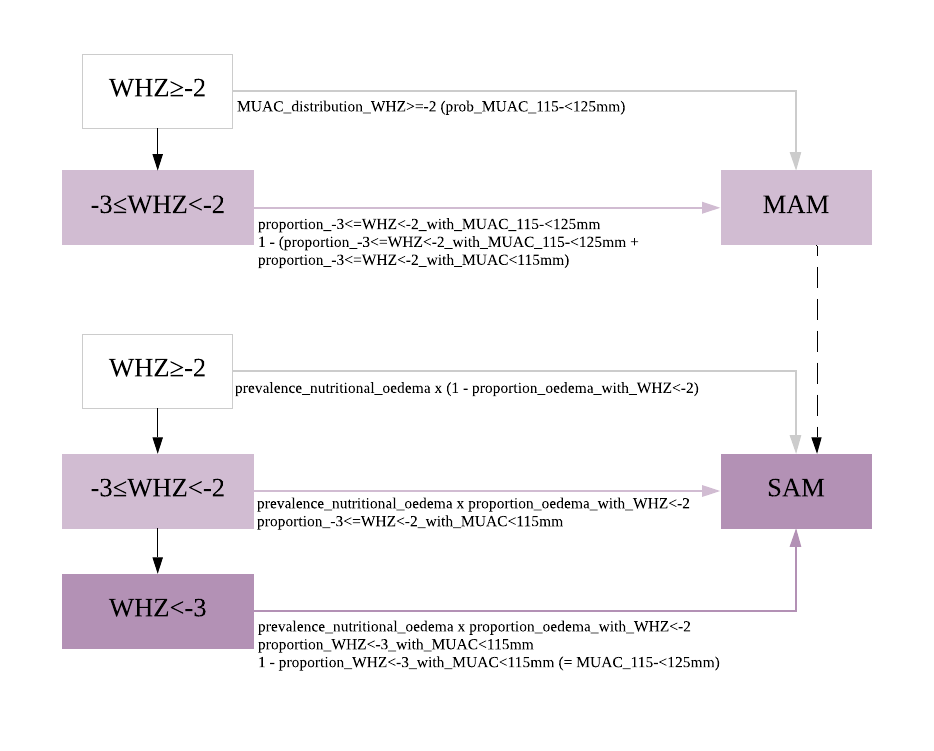 WHZ≥-2
MUAC_distribution_WHZ>=-2 (prob_MUAC_115-<125mm)
-3≤WHZ<-2
MAM
proportion_-3<=WHZ<-2_with_MUAC_115-<125mm
1 - (proportion_-3<=WHZ<-2_with_MUAC_115-<125mm +
proportion_-3<=WHZ<-2_with_MUAC<115mm)
WHZ≥-2
prevalence_nutritional_oedema x (1 - proportion_oedema_with_WHZ<-2)
-3≤WHZ<-2
SAM
prevalence_nutritional_oedema x proportion_oedema_with_WHZ<-2
proportion_-3<=WHZ<-2_with_MUAC<115mm
WHZ<-3
prevalence_nutritional_oedema x proportion_oedema_with_WHZ<-2
proportion_WHZ<-3_with_MUAC<115mm
1 - proportion_WHZ<-3_with_MUAC<115mm (= MUAC_115-<125mm)